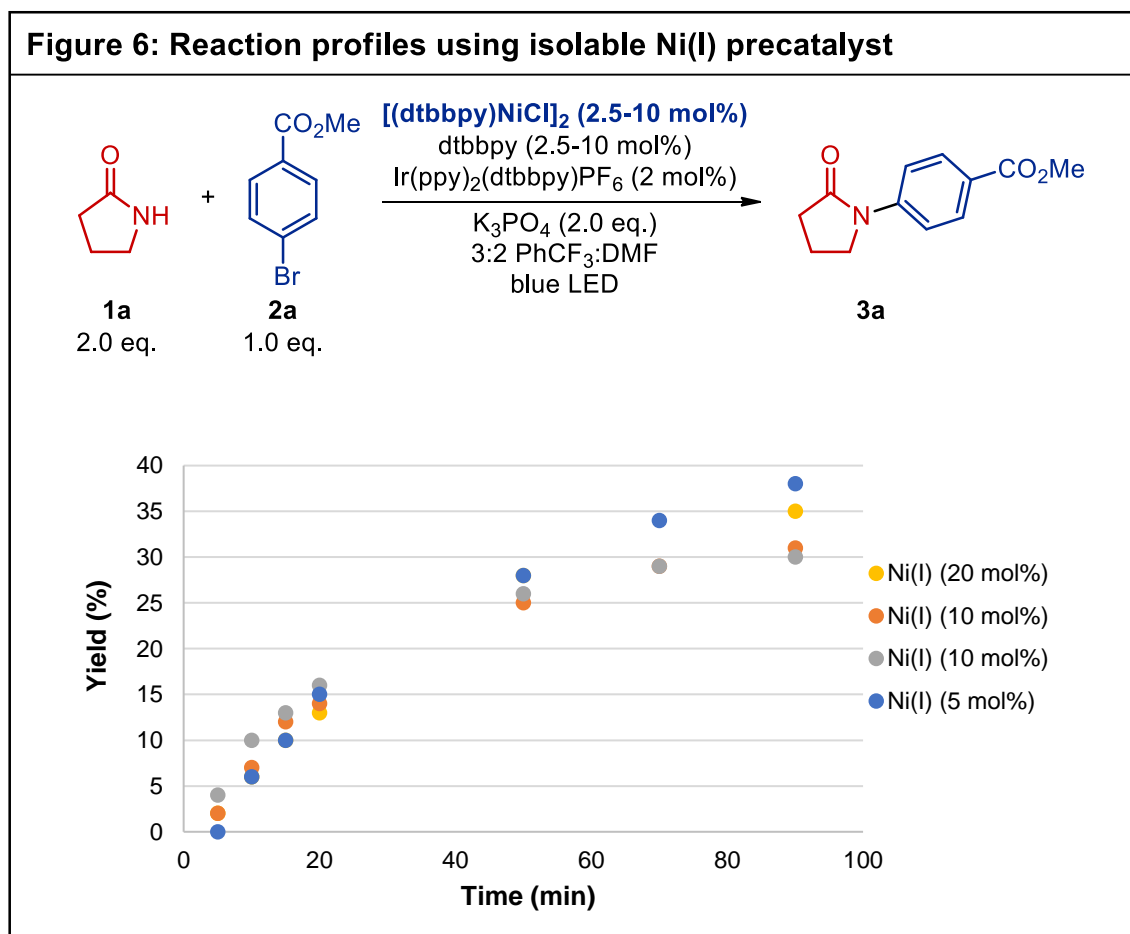 Figure 6: Reaction profiles using isolable Ni(I) precatalyst
[(dtbbpy)NiCl]2 (2.5-10 mol%)
dtbbpy (2.5-10 mol%)
Ir(ppy)2(dtbbpy)PF6 (2 mol%)
K3PO4 (2.0 eq.)
3:2 PhCF3:DMF
blue LED
O
NH
1a
2.0 eq.
+
CO2Me
Br
2a
1.0 eq.
O
N
CO2Me
3a
Yield (%)
40
35
30
25
20
15
10
5
0
0 20 40 60 80 100
Time (min)
Ni(I) (20 mol%)
Ni(I) (10 mol%)
Ni(I) (10 mol%)
Ni(I) (5 mol%)